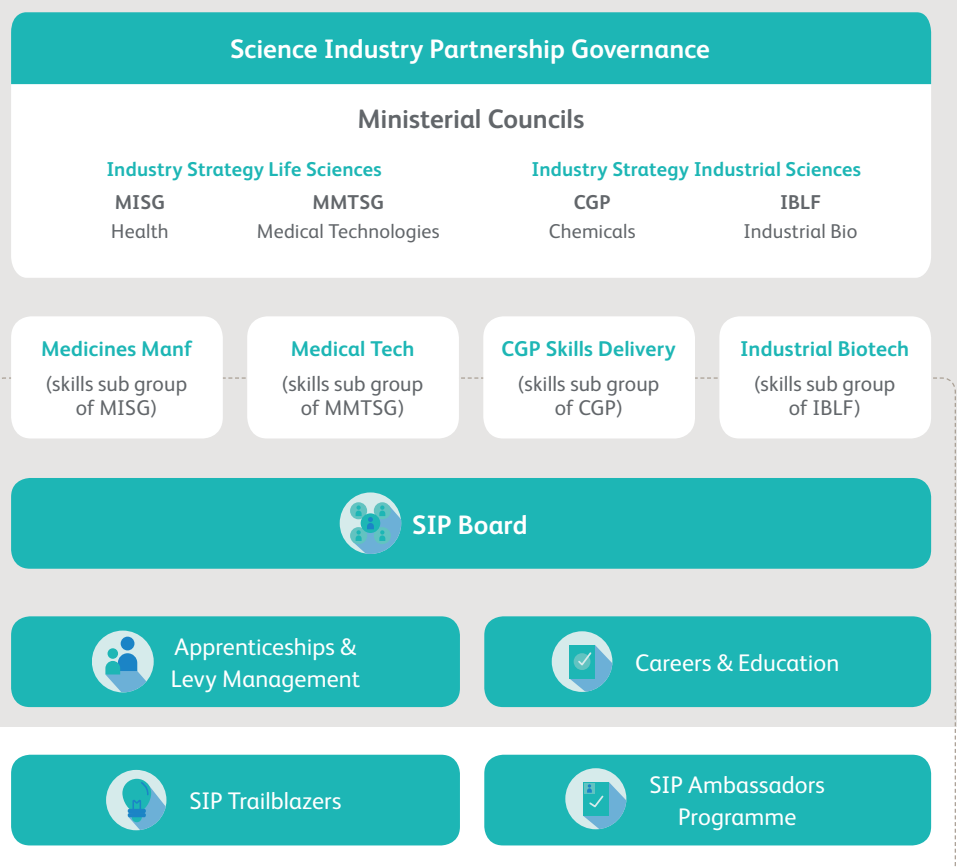 Science Industry Partnership Governance
Ministerial Councils
Industry Strategy Life Sciences
MISG
Health
MMTSG
Medical Technologies
Industry Strategy Industrial Sciences
CGP
Chemicals
IBLF
Industrial Bio
Medicines Manf
(skills sub group
of MISG)
Medical Tech
(skills sub group
of MMTSG)
CGP Skills Delivery
(skills sub group
of CGP)
Industrial Biotech
(skills sub group
of IBLF)
SIP Board
Apprenticeships &
Levy Management
Careers & Education
SIP Trailblazers
SIP Ambassadors
Programme